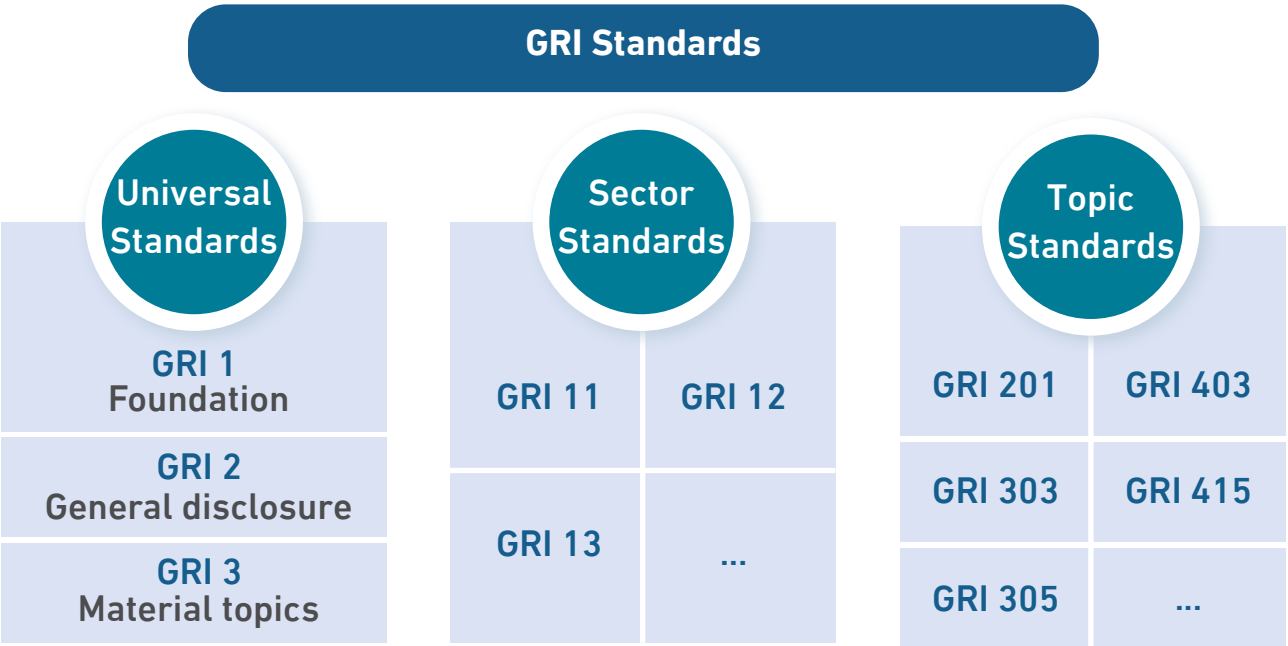 GRI Standards
Universal
Standards
GRI 1
Foundation
GRI 2
General disclosure
GRI 3
Material topics
Sector
Standards
GRI 11
GRI 12
GRI 13
...
Topic
Standards
GRI 201
GRI 403
GRI 303
GRI 415
GRI 305
...